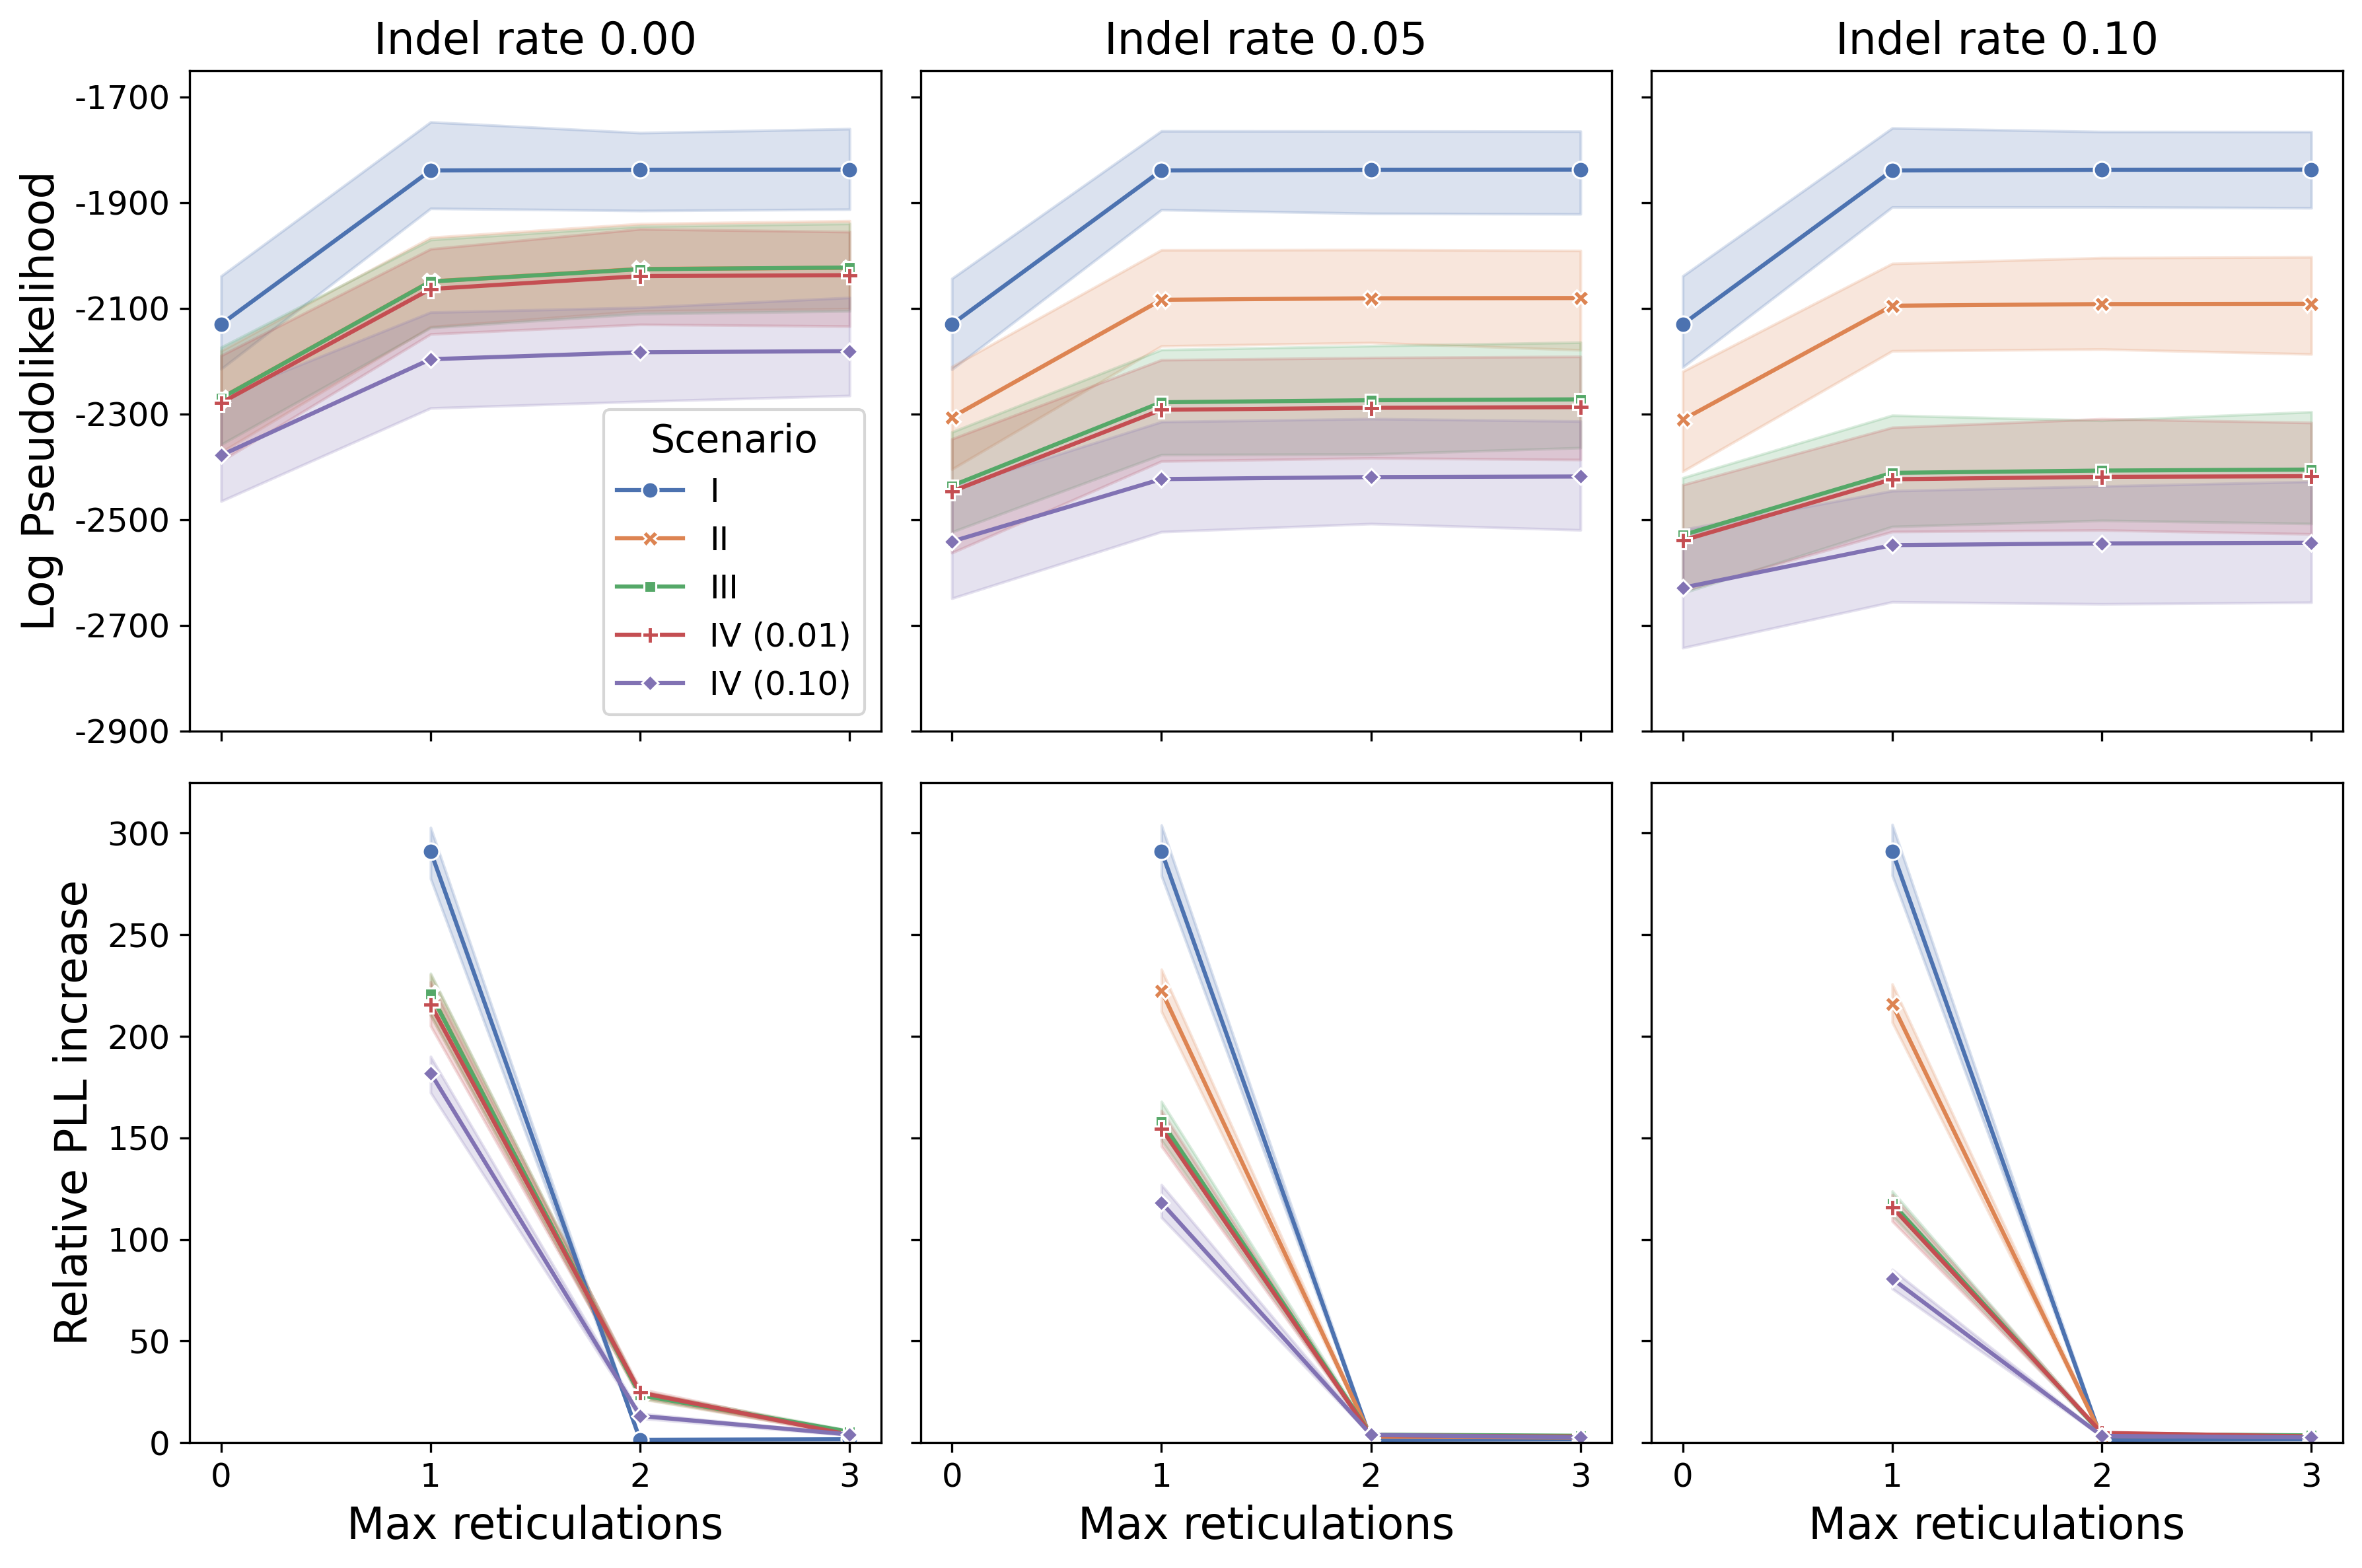 Indel rate 0.00
Indel rate 0.05
Indel rate 0.10
Log Pseudolikelihood
-1700
-1900
-2100
-2300
-2500
-2700
-2900
Scenario
I
II
III
IV (0.01)
IV (0.10)
Relative PLL increase
300
250
200
150
100
50
0
0 1 2 3
0 1 2 3
0 1 2 3
Max reticulations
Max reticulations
Max reticulations